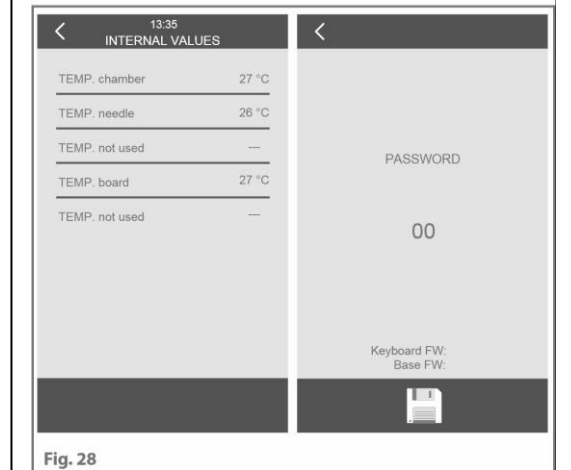 13:35
INTERNAL VALUES
TEMP. chamber 27 °C
TEMP. needle 26 °C
TEMP. not used ---
TEMP. board 27 °C
TEMP. not used ---
PASSWORD
00
Keyboard FW:
Base FW:
Fig. 28